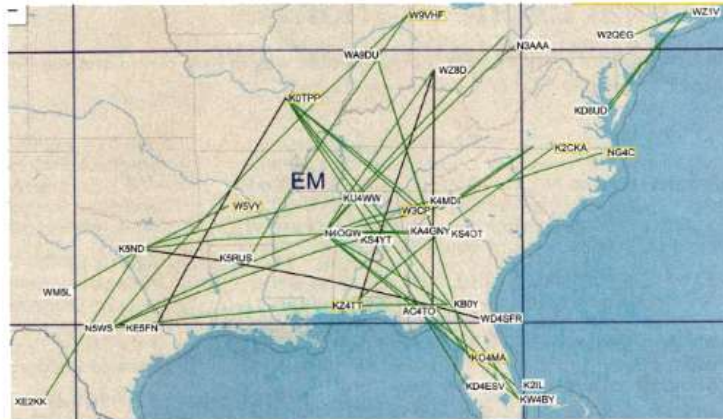 W9VHF
WZ1V
W2QEG
WA9DU
N3AAA
WZ8D
K0TPP
KD8UD
K2CKA
NG4C
EM
KU4WW
K4MDI
W5VY
W3CP
N4OGW
KA4GNY
KS4OT
KS4YT
K5ND
K5RUS
WM5L
KZ4TT
KB0Y
AC4TO
WD4SFR
N5WS
KE5FN
KO4MA
KD4ESV
K2IL
XE2KK
KW4BY